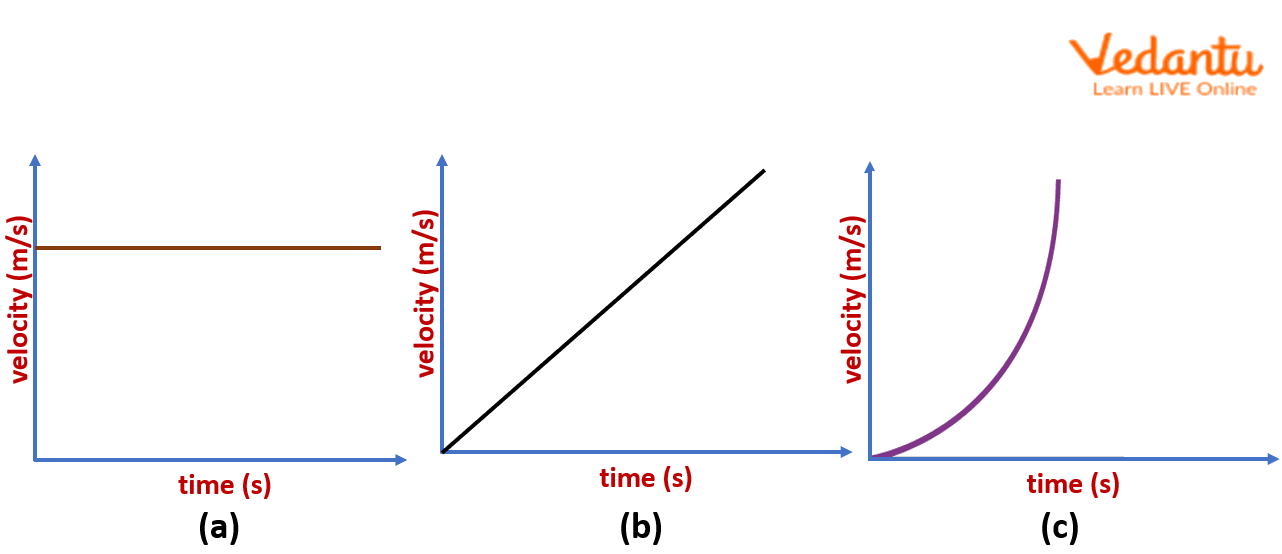 Vedantu
Learn LIVE Online
velocity (m/s)
time (s)
(a)
velocity (m/s)
time (s)
(b)
velocity (m/s)
time (s)
(c)